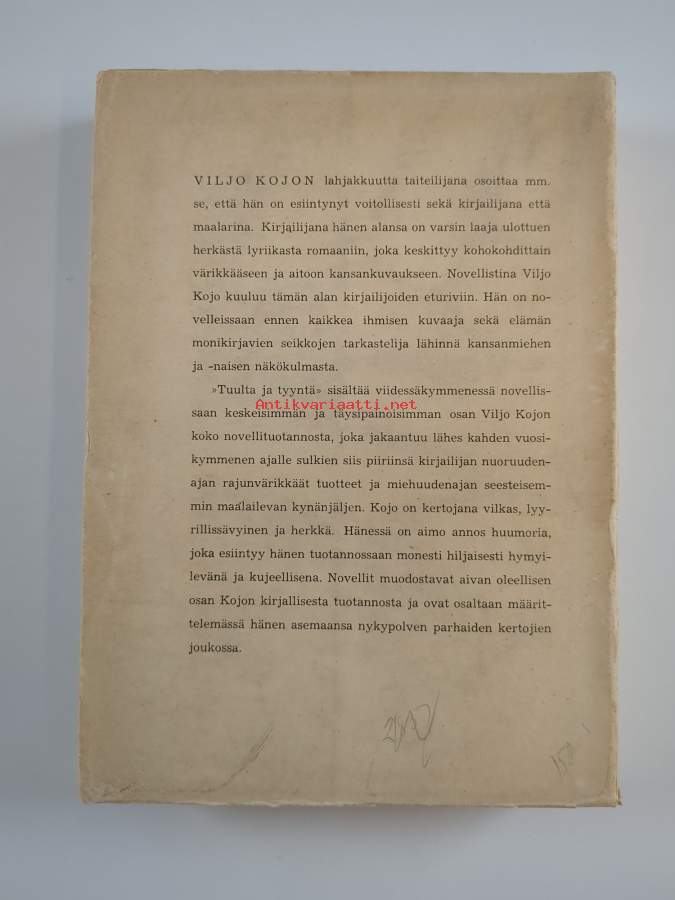 VILJO KOJON lahjakkuutta taiteilijana osoittaa mm.
se, että hän on esiintynyt voitollisesti sekä kirjailijana että
maalarina. Kirjailijana hänen alansa on varsin laaja ulottuen
herkästä lyriikasta romaaniin, joka keskittyy kohokohdittain
värikkääseen ja aitoon kansankuvaukseen. Novellistina Viljo
Kojo kuuluu tämän alan kirjailijoiden eturiviin. Hän on no-
velleissaan ennen kaikkea ihmisen kuvaaja sekä elämän
monikirjavien seikkojen tarkastelija lähinnä kansanmiehen
ja -naisen näkökulmasta.
»Tuulta ja tyyntä» sisältää viidessäkymmenessä novellis-
Antikvariaatti.net
saan keskeisimmän ja täysipainoisimman osan Viljo Kojon
koko novellituotannosta, joka jakaantuu lähes kahden vuosi-
kymmenen ajalle sulkien siis piiriinsä kirjailijan nuoruuden-
ajan rajunvärikkäät tuotteet ja miehuudenajan seesteisem-
min maalailevan kynänjäljen. Kojo on kertojana vilkas, lyy-
rillissävyinen ja herkkä. Hänessä on aimo annos huumoria,
joka esiintyy hänen tuotannossaan monesti hiljaisesti hymyi-
levänä ja kujeellisena. Novellit muodostavat aivan oleellisen
osan Kojon kirjallisesta tuotannosta ja ovat osaltaan määrit-
telemässä hänen asemaansa nykypolven parhaiden kertojien
joukossa.